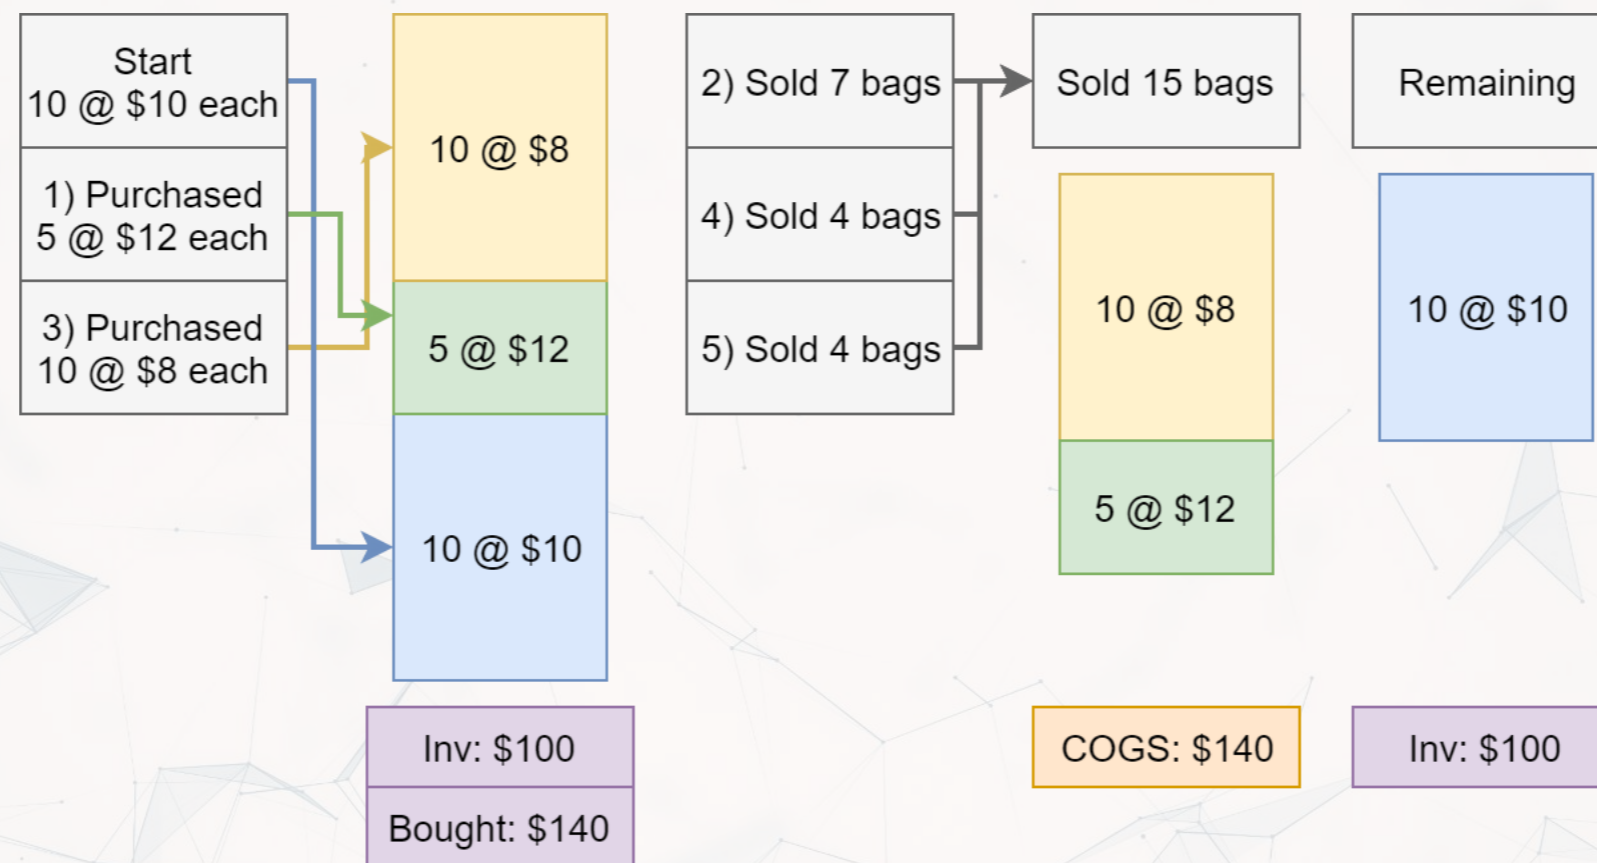 Start
10 @ $10 each
1) Purchased
5 @ $12 each
3) Purchased
10 @ $8 each
10 @ $8
5 @ $12
10 @ $10
Inv: $100
Bought: $140
2) Sold 7 bags
4) Sold 4 bags
5) Sold 4 bags
Sold 15 bags
10 @ $8
5 @ $12
COGS: $140
Remaining
10 @ $10
Inv: $100